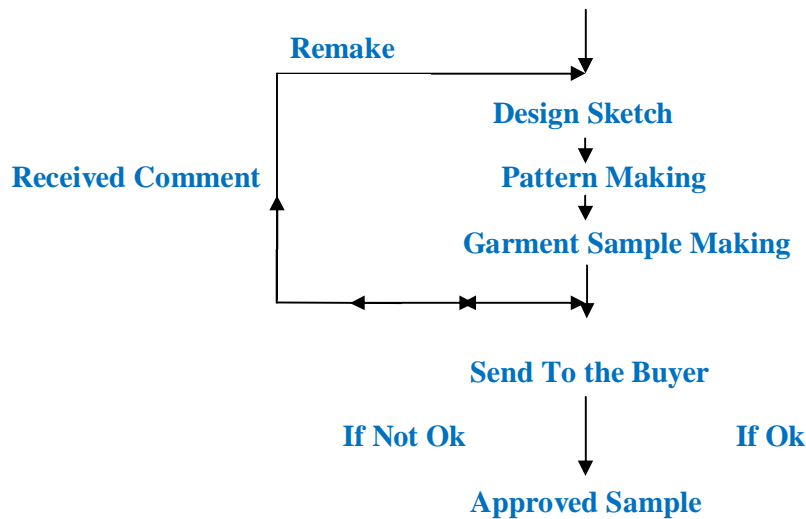 Remake
Design Sketch
Received Comment
Pattern Making
Garment Sample Making
Send To the Buyer
If Not Ok
If Ok
Approved Sample